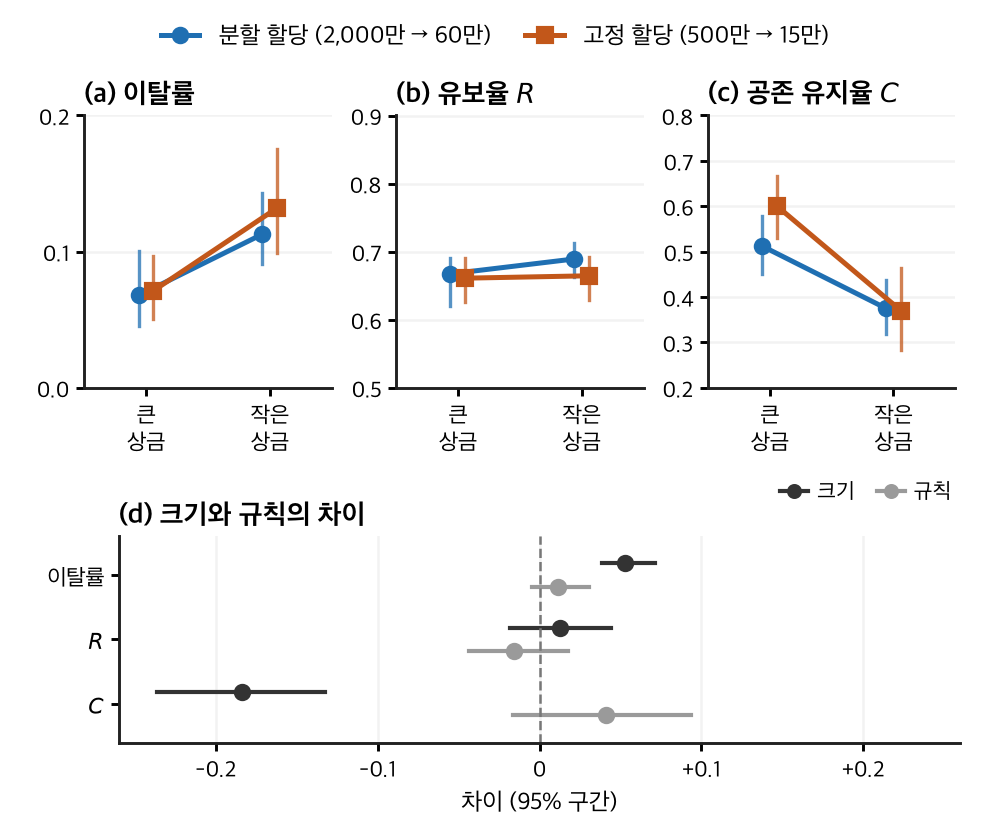 분할 할당 (2,000만 → 60만) 고정 할당 (500만 → 15만)
(a) 이탈률
0.2
0.1
0.0
큰 상금
작은 상금
(b) 유보율 R
0.9
0.8
0.7
0.6
0.5
큰 상금
작은 상금
(c) 공존 유지율 C
0.8
0.7
0.6
0.5
0.4
0.3
0.2
큰 상금
작은 상금
(d) 크기와 규칙의 차이
크기 규칙
이탈률
R
C
-0.2 -0.1 0 +0.1 +0.2
차이 (95% 구간)